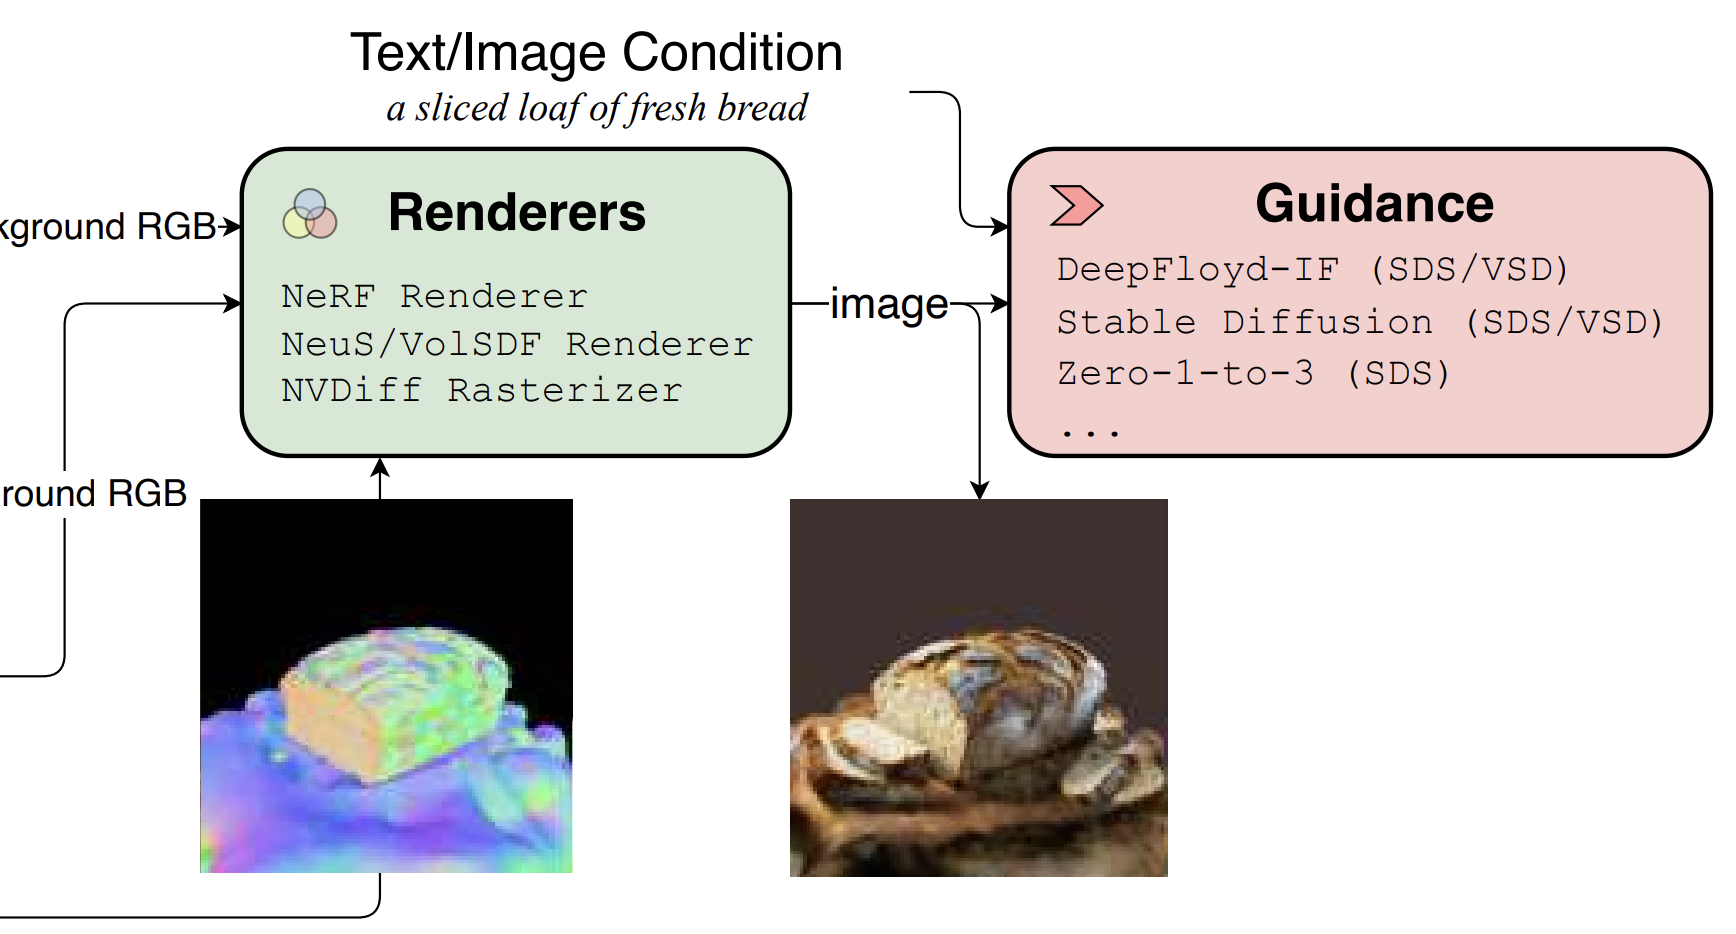 Text/Image Condition
a sliced loaf of fresh bread
kground RGB
Renderers
NeRF Renderer
NeuS/VolSDF Renderer
NVDiff Rasterizer
image
Guidance
DeepFloyd-IF (SDS/VSD)
Stable Diffusion (SDS/VSD)
Zero-1-to-3 (SDS)
...
round RGB